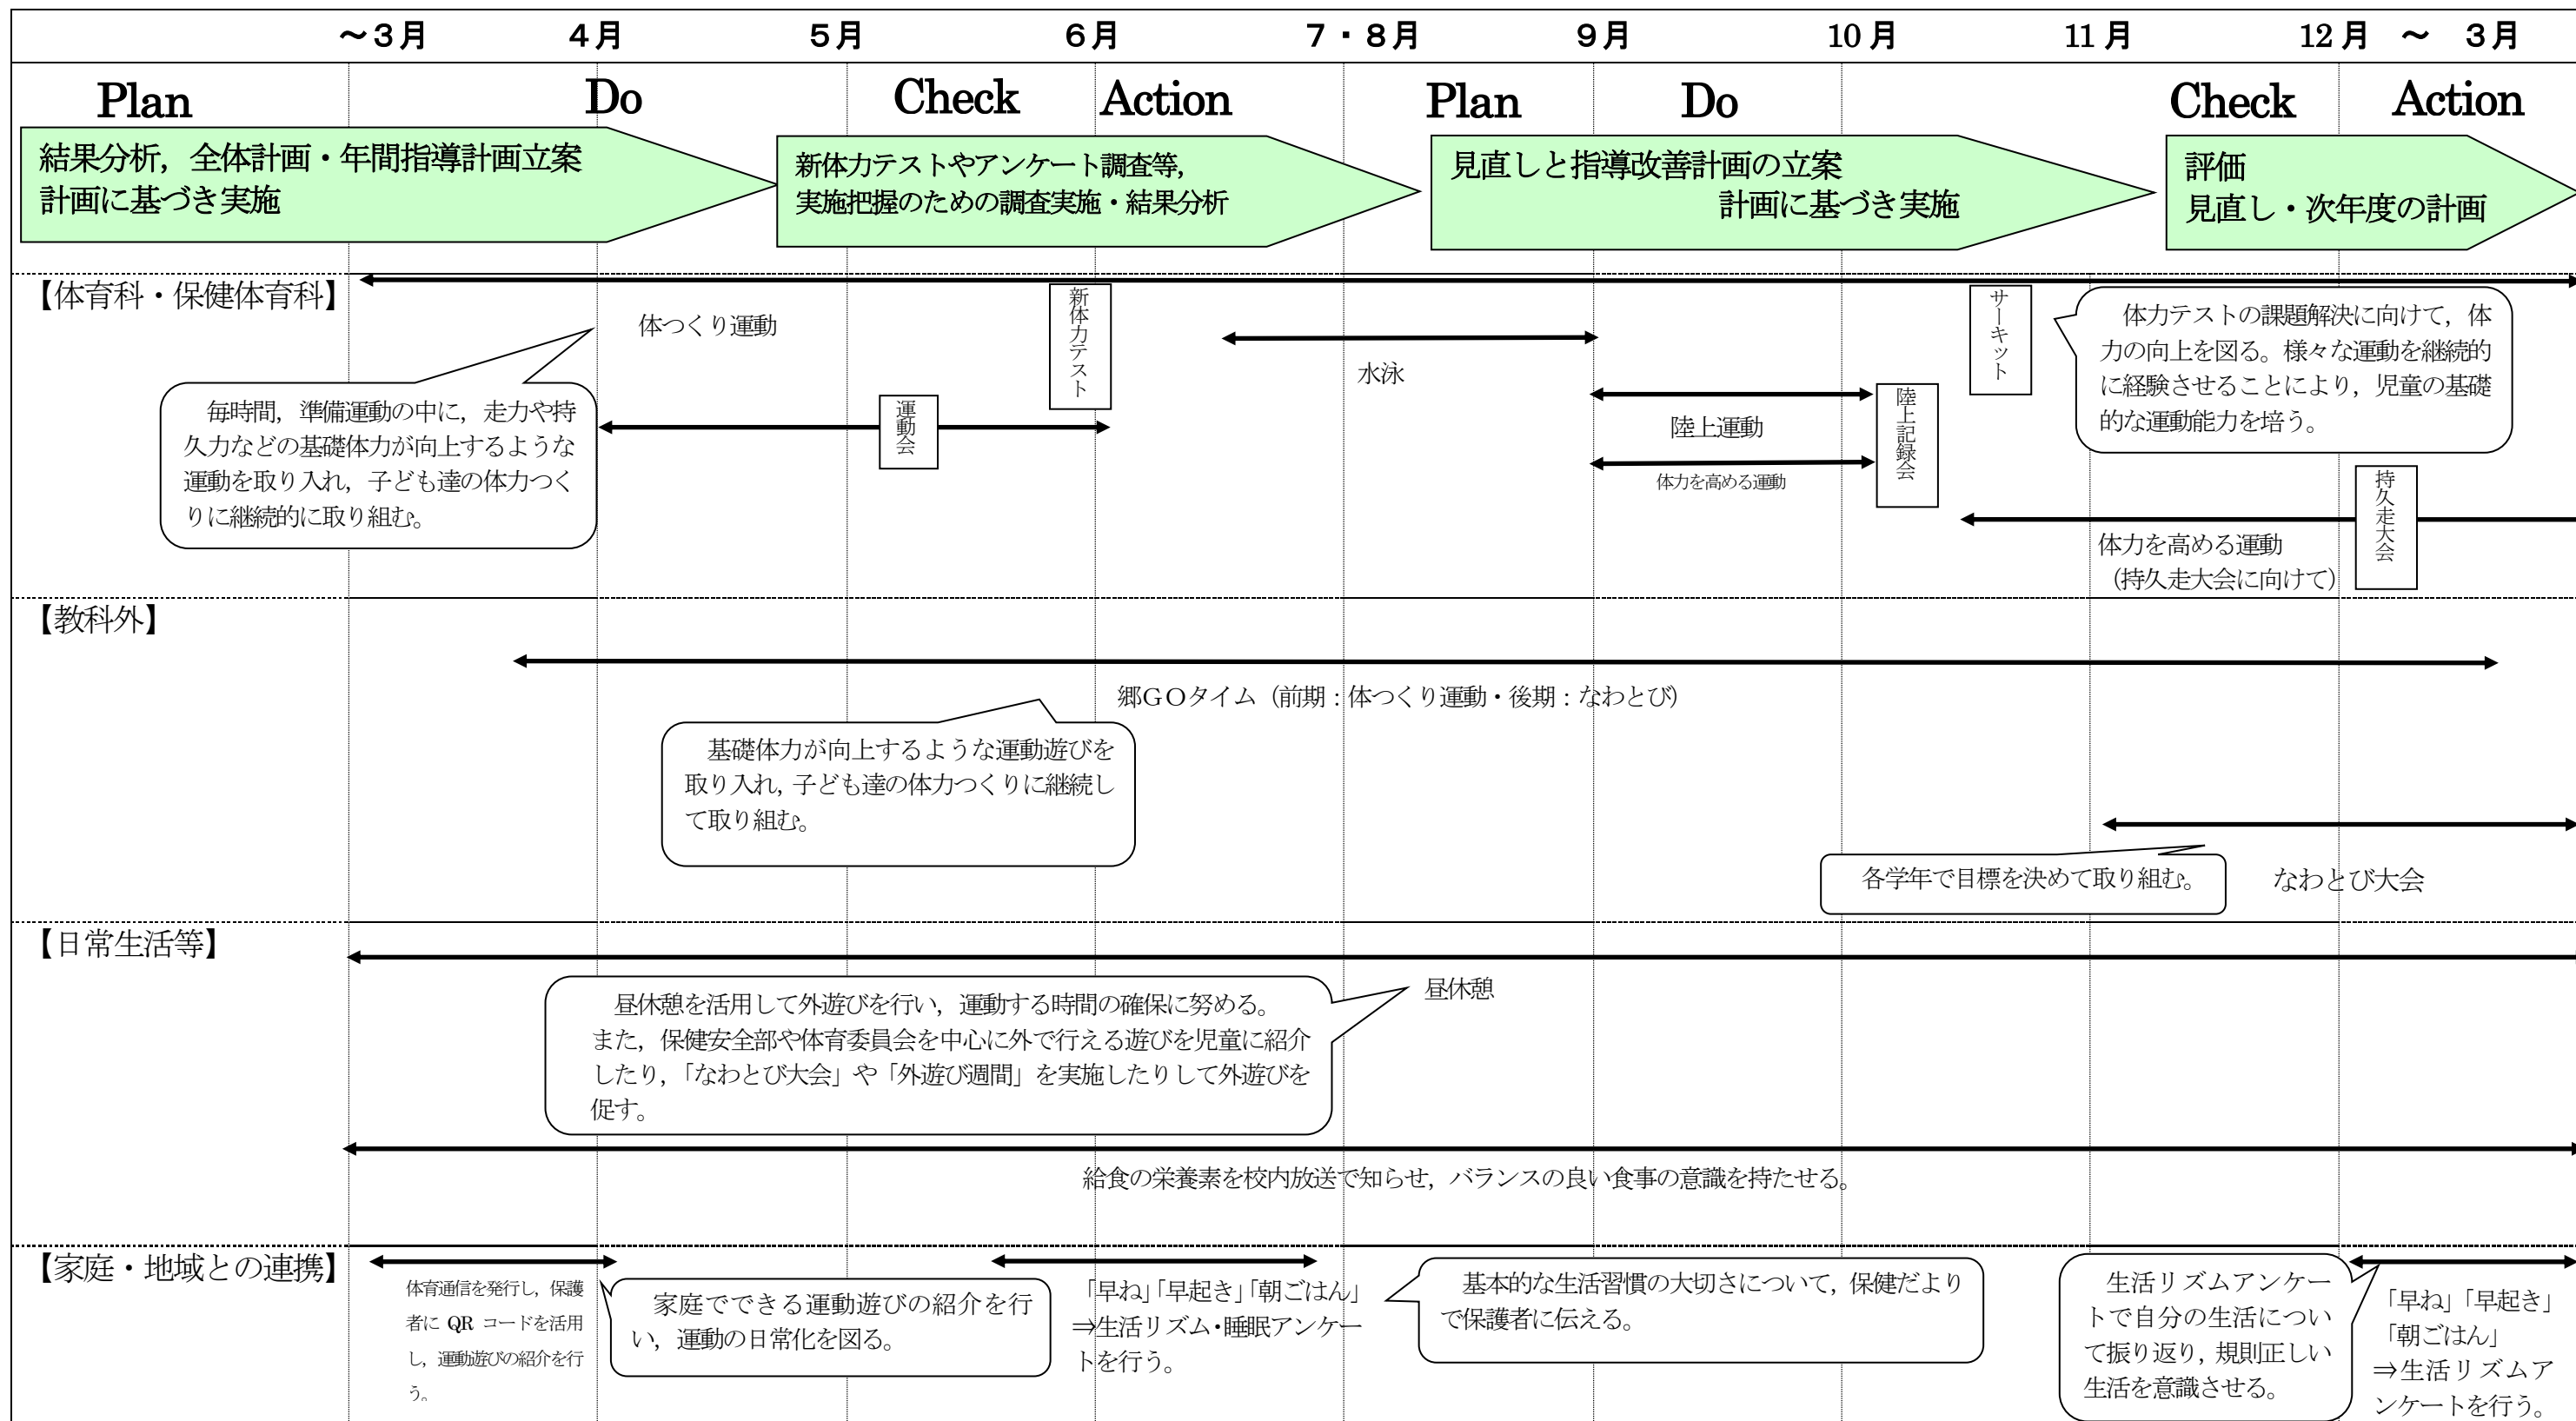 ～３月 ４月 ５月 ６月 ７・８月 ９月 10 月 11 月 12 月 ～ ３月
Plan Do Check Action Plan Do Check Action
結果分析，全体計画・年間指導計画立案
計画に基づき実施
新体力テストやアンケート調査等，
実施把握のための調査実施・結果分析
見直しと指導改善計画の立案
計画に基づき実施
評価
見直し・次年度の計画
【体育科・保健体育科】
体つくり運動
新体力テスト
水泳
サーキット
体力テストの課題解決に向けて，体
力の向上を図る。様々な運動を継続的
に経験させることにより，児童の基礎
的な運動能力を培う。
毎時間，準備運動の中に，走力や持
久力などの基礎体力が向上するような
運動を取り入れ，子ども達の体力つく
りに継続的に取り組む。
運動会
陸上運動
体力を高める運動
陸上記録会
持久走大会
体力を高める運動
（持久走大会に向けて）
【教科外】
郷ＧＯタイム（前期：体つくり運動・後期：なわとび）
基礎体力が向上するような運動遊びを
取り入れ，子ども達の体力つくりに継続し
て取り組む。
各学年で目標を決めて取り組む。
なわとび大会
【日常生活等】
昼休憩
昼休憩を活用して外遊びを行い，運動する時間の確保に努める。
また，保健安全部や体育委員会を中心に外で行える遊びを児童に紹介
したり，「なわとび大会」や「外遊び週間」を実施したりして外遊びを
促す。
給食の栄養素を校内放送で知らせ，バランスの良い食事の意識を持たせる。
【家庭・地域との連携】
体育通信を発行し，保護
者に QR コードを活用
し，運動遊びの紹介を行
う。
家庭でできる運動遊びの紹介を行
い，運動の日常化を図る。
「早ね」「早起き」「朝ごはん」
⇒生活リズム・睡眠アンケー
トを行う。
基本的な生活習慣の大切さについて，保健だより
で保護者に伝える。
生活リズムアンケー
トで自分の生活につい
て振り返り，規則正しい
生活を意識させる。
「早ね」「早起き」
「朝ごはん」
⇒生活リズムア
ンケートを行う。